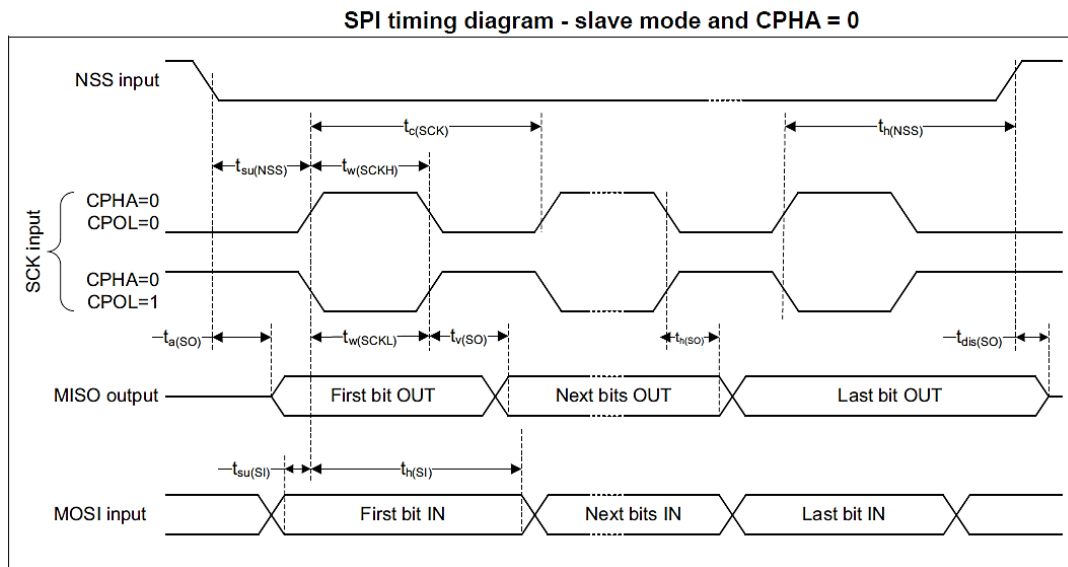 SPI timing diagram - slave mode and CPHA = 0
NSS input
tc(SCK)
th(NSS)
tsu(NSS)
tw(SCKH)
SCK input
CPHA=0
CPOL=0
CPHA=0
CPOL=1
ta(SO)
tw(SCKL)
tv(SO)
th(SO)
tdis(SO)
MISO output
First bit OUT
Next bits OUT
Last bit OUT
tsu(SI)
th(SI)
MOSI input
First bit IN
Next bits IN
Last bit IN